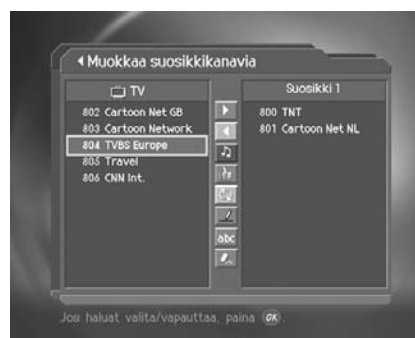 Muokkaa suosikkikanavia
TV
802 Cartoon Net GB
803 Cartoon Network
804 TVBS Europe
805 Travel
806 CNN Int.
abc
Suosikki 1
800 TNT
801 Cartoon Net NL
Jos haluat valita/vapauttaa, paina OK.